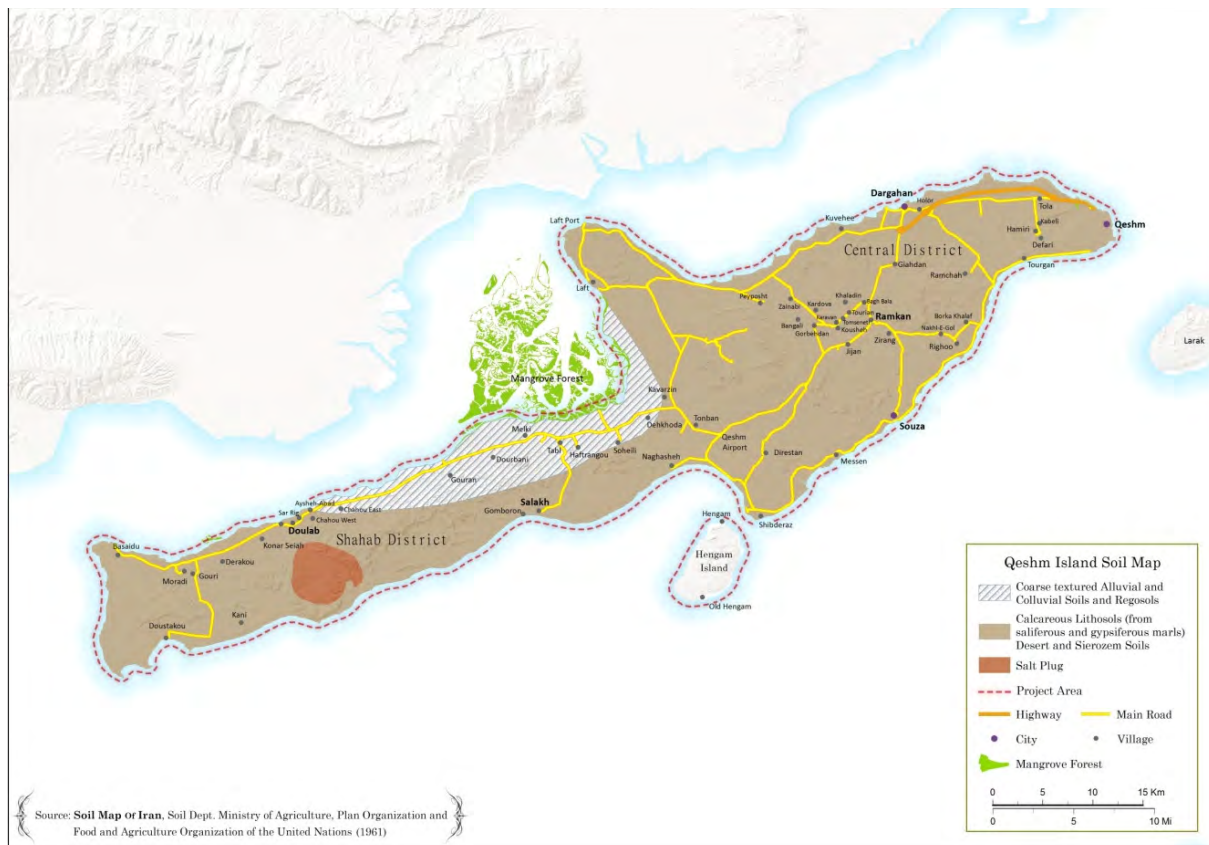 Dargahan
Holor
Tola
Laft Port
Kuvehee
Kabeli
Qeshm
Hamiri
Defari
Central District
Giahdan
Tourgan
Ramchah
Laft
Peyposht
Zainabi
Khaladin
Kardova
Bagh Bala
Tourian
Karavan
Tomsenet
Ramkan
Borka Khalaf
Bangali
Gorbehdan
Kousheh
Nakhl-E-Gol
Zirang
Righoo
Jijan
Larak
Mangrove Forest
Kavarzin
Dehkhoda
Tonban
Souza
Melki
Qeshm
Airport
Tabl
Haftrangou
Soheili
Dourbani
Direstan
Messen
Naghasheh
Gouran
Salakh
Gomboron
Shibderaz
Hengam
Aysheh-Abad
Chahou East
Sar Rig
Chahou West
Doulab
Shahab District
Konar Seiah
Basaidu
Derakou
Hengam
Island
Moradi
Gouri
Old Hengam
Kani
Doustakou
Qeshm Island Soil Map
Coarse textured Alluvial and
Colluvial Soils and Regosols
Calcareous Lithosols (from
saliferous and gypsiferous marls)
Desert and Sierozem Soils
Salt Plug
Project Area
Highway Main Road
City Village
Mangrove Forest
0 5 10 15 Km
0 5 10 Mi
Source: Soil Map Of Iran, Soil Dept. Ministry of Agriculture, Plan Organization and
Food and Agriculture Organization of the United Nations (1961)